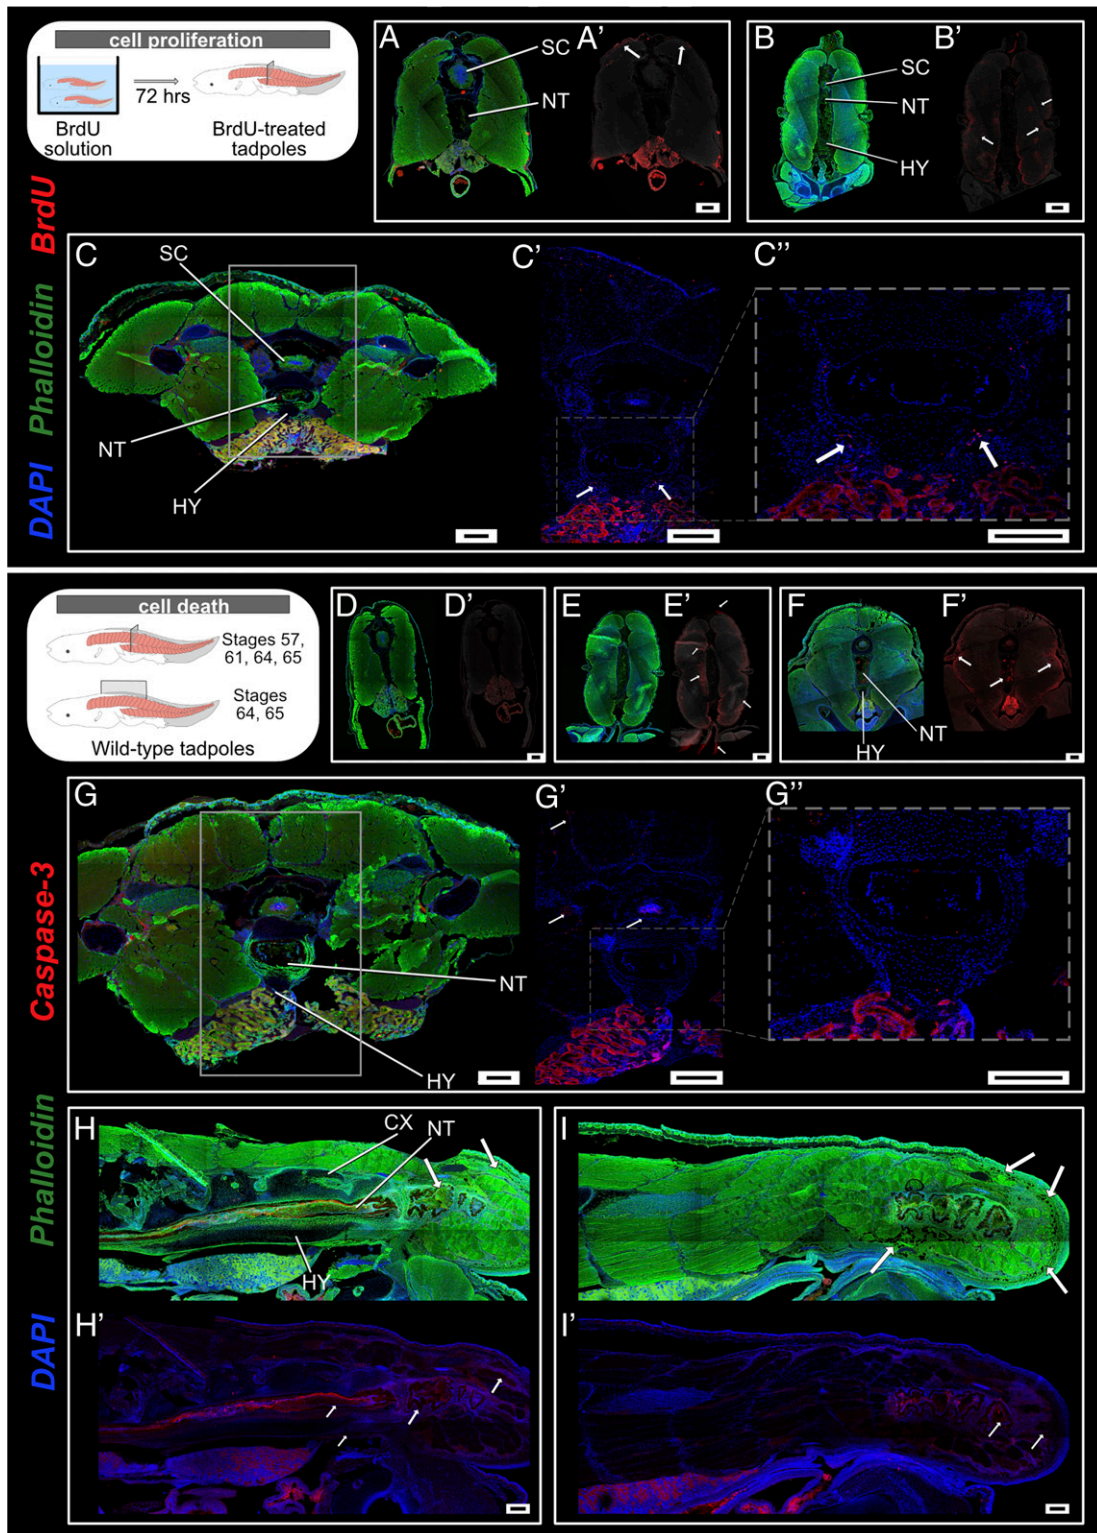 cell proliferation
72 hrs
BrdU
solution
BrdU-treated
tadpoles
DAPI Phalloidin BrdU
A
SC
NT
A'
B
SC
NT
HY
B'
C
SC
NT
HY
C'
C''
cell death
Stages 57,
61, 64, 65
Stages
64, 65
Wild-type tadpoles
DAPI Phalloidin Caspase-3
D
D'
E
E'
F
NT
HY
F'
G
NT
HY
G'
G''
H
CX
NT
HY
H'
I
I'